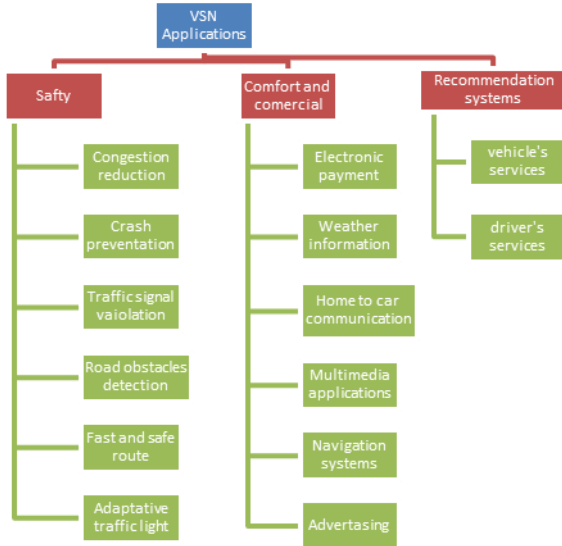 VSN
Applications
Safty
Comfort and
comercial
Recommendation
systems
Congestion
reduction
Crash
preventation
Traffic signal
vaiolation
Road obstacles
detection
Fast and safe
route
Adaptative
traffic light
Electronic
payment
Weather
information
Home to car
communication
Multimedia
applications
Navigation
systems
Advertasing
vehicle's
services
driver's
services